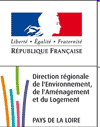 Liberté • Égalité • Fraternité
RÉPUBLIQUE FRANÇAISE
Direction régionale
de l'Environnement,
de l'Aménagement
et du Logement
PAYS DE LA LOIRE